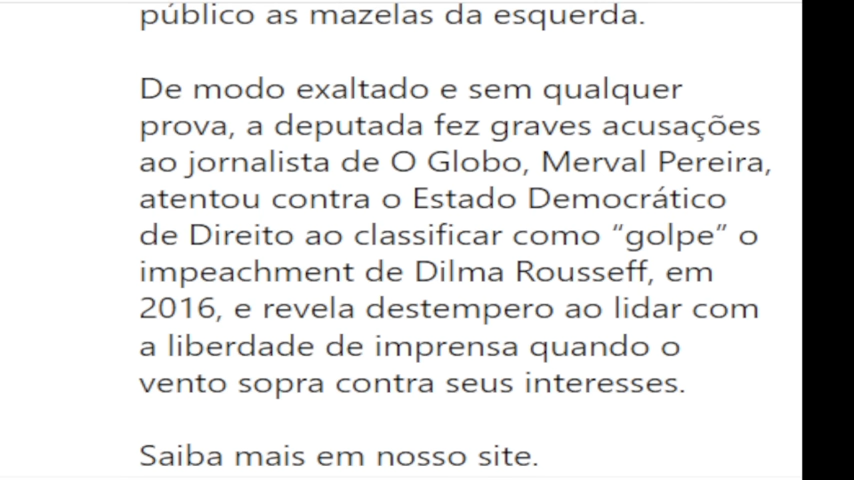 público as mazelas da esquerda.
De modo exaltado e sem qualquer
prova, a deputada fez graves acusações
ao jornalista de O Globo, Merval Pereira,
atentou contra o Estado Democrático
de Direito ao classificar como “golpe” o
impeachment de Dilma Rousseff, em
2016, e revela destempero ao lidar com
a liberdade de imprensa quando o
vento sopra contra seus interesses.
Saiba mais em nosso site.